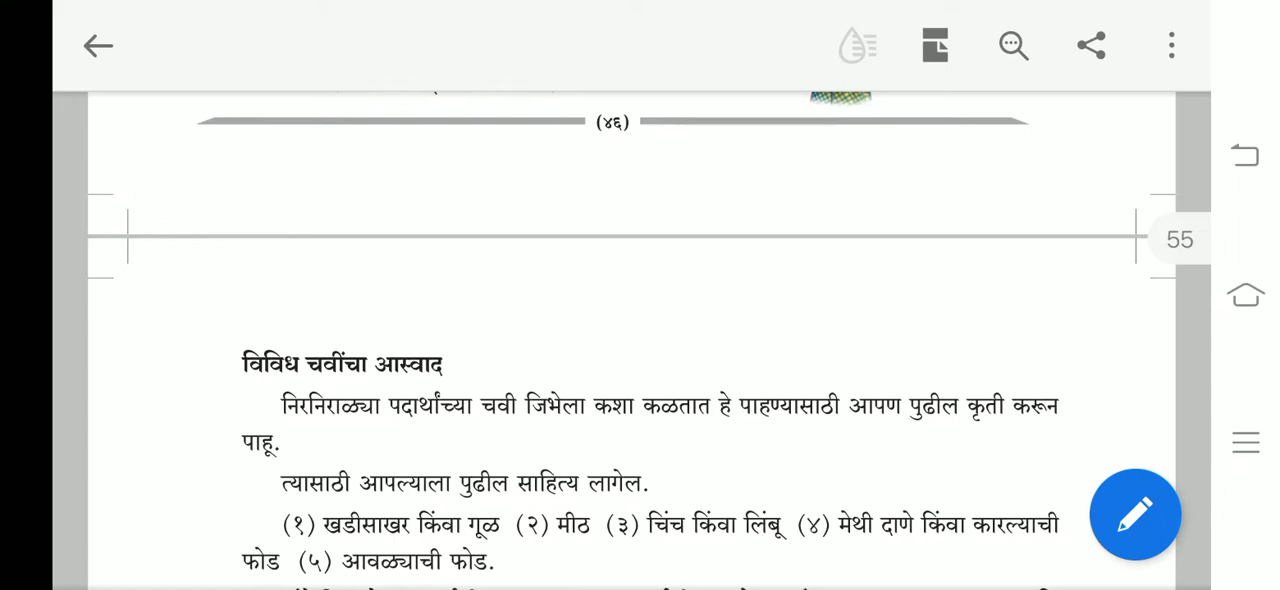 (४६)
55
विविध चवींचा आस्वाद
निरनिराळ्या पदार्थांच्या चवी जिभेला कशा कळतात हे पाहण्यासाठी आपण पुढील कृती करून
पाहू.
त्यासाठी आपल्याला पुढील साहित्य लागेल.
(१) खडीसाखर किंवा गूळ (२) मीठ (३) चिंच किंवा लिंबू (४) मेथी दाणे किंवा कारल्याची
फोड (५) आवळ्याची फोड.